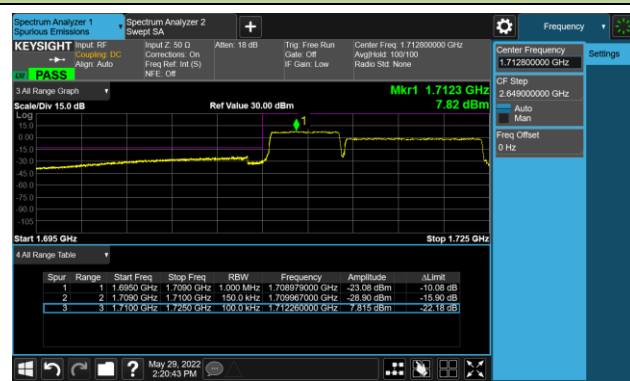 Spectrum Analyzer 1
Spurious Emissions
Spectrum Analyzer 2
Swept SA
Frequency
KEYSIGHT
Input: RF
Coupling: DC
Align: Auto
Input Z: 50 Ω
Corrections: On
Freq Ref: Int (S)
NFE: Off
Atten: 18 dB
Trig: Free Run
Gate: Off
IF Gain: Low
Center Freq: 1.712800000 GHz
Avg|Hold: 100/100
Radio Std: None
LV PASS
Center Frequency
1.712800000 GHz
Settings
CF Step
2.649000000 GHz
Auto
Man
Freq Offset
0 Hz
3 All Range Graph
Mkr1 1.7123 GHz
Scale/Div 15.0 dB
Ref Value 30.00 dBm
7.82 dBm
Log
15.0
0.00
-15.0
-30.0
-45.0
-60.0
-75.0
-90.0
-105
1
Start 1.695 GHz
Stop 1.725 GHz
4 All Range Table
Spur Range Start Freq Stop Freq RBW Frequency Amplitude ΔLimit
1 1 1.6950 GHz 1.7090 GHz 1.000 MHz 1.708979000 GHz -23.08 dBm -10.08 dB
2 2 1.7090 GHz 1.7100 GHz 150.0 kHz 1.709967000 GHz -28.90 dBm -15.90 dB
3 3 1.7100 GHz 1.7250 GHz 100.0 kHz 1.712260000 GHz 7.815 dBm -22.18 dB
May 29, 2022
2:20:43 PM